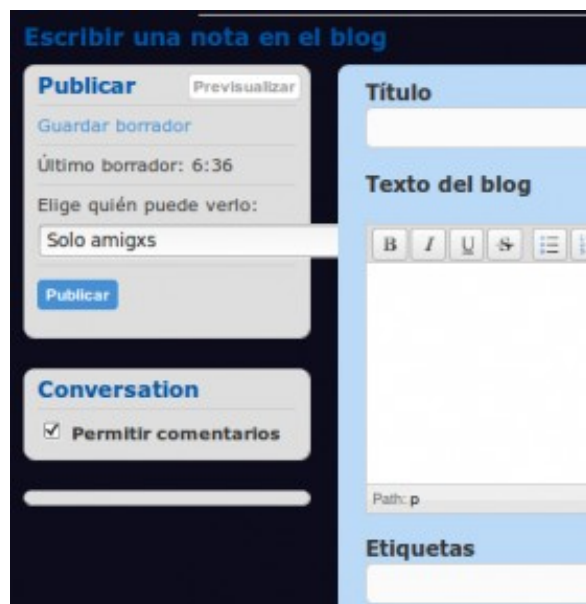 Escribir una nota en el blog
Publicar
Previsualizar
Guardar borrador
Último borrador: 6:36
Elige quién puede verlo:
Solo amigxs
Publicar
Conversation
Permitir comentarios
Título
Texto del blog
B I U S
Path: p
Etiquetas